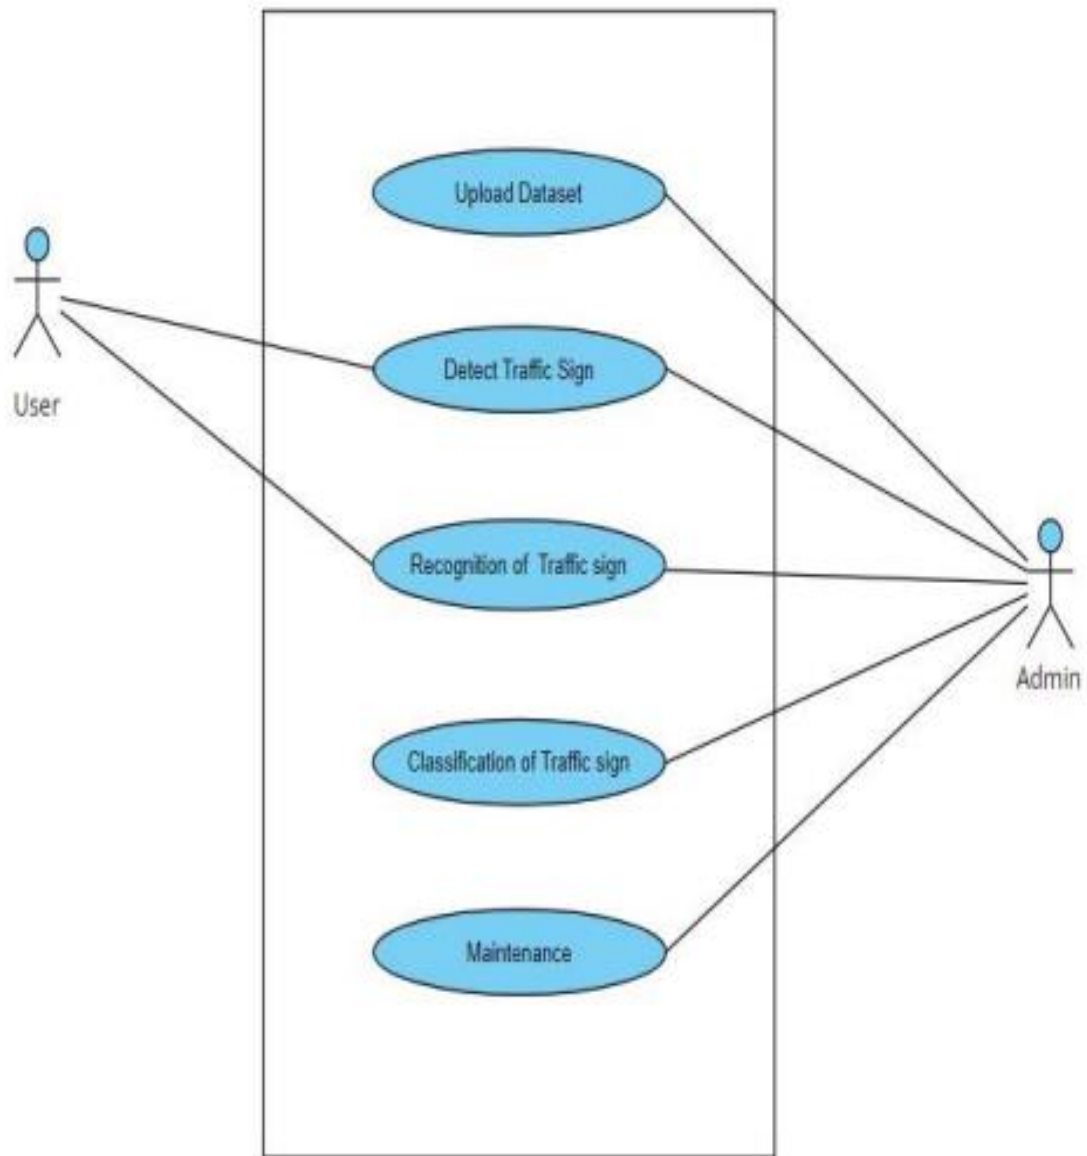 Upload Dataset
Detect Traffic Sign
User
Recognition of Traffic sign
Admin
Classification of Traffic sign
Maintenance